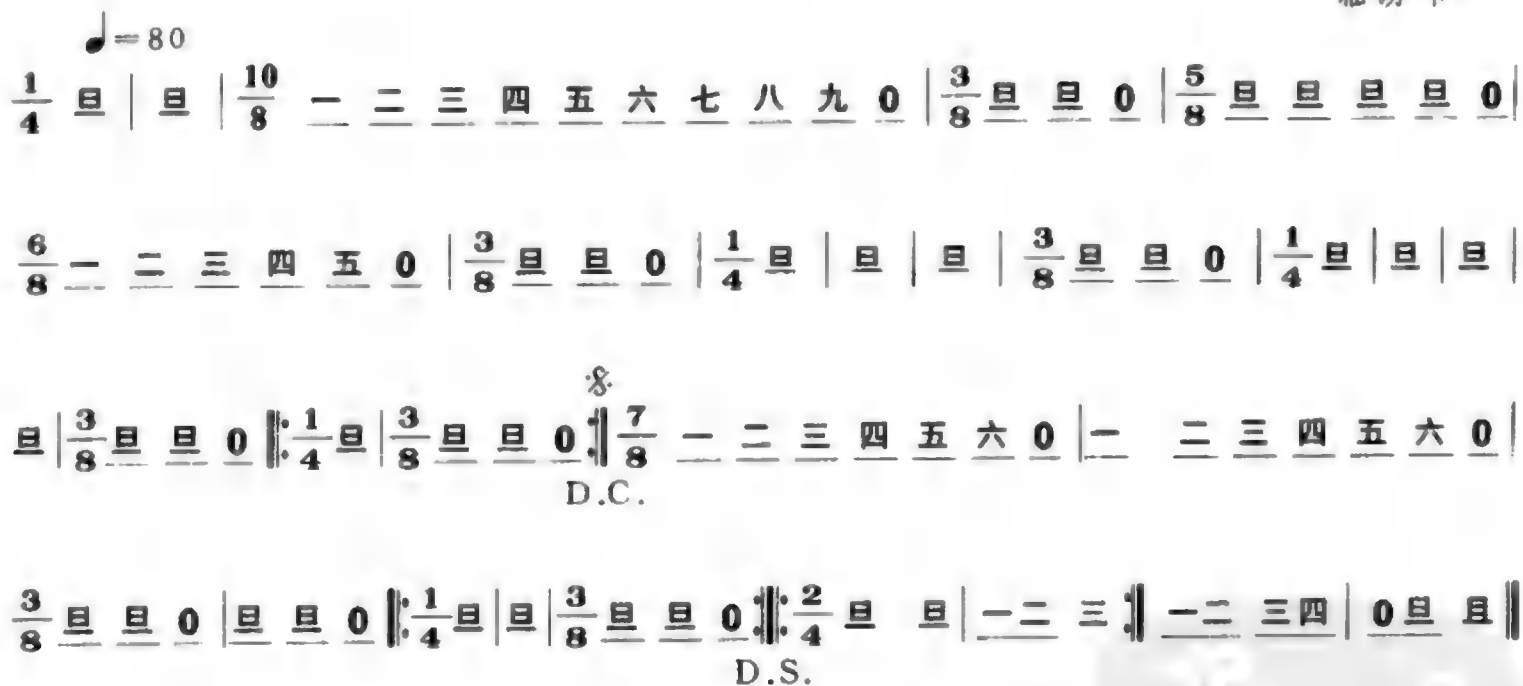 ♩=80
1/4 旦 | 旦 | 10/8 一 二 三 四 五 六 七 八 九 0 | 3/8 旦 旦 0 | 5/8 旦 旦 旦 旦 0 |
6/8 一 二 三 四 五 0 | 3/8 旦 旦 0 | 1/4 旦 | 旦 | 旦 | 3/8 旦 旦 0 | 1/4 旦 | 旦 | 旦 |
旦 | 3/8 旦 旦 0 ‖: 1/4 旦 | 3/8 旦 旦 0 :‖ 7/8 一 二 三 四 五 六 0 | 一 二 三 四 五 六 0 |
D.C.
3/8 旦 旦 0 | 旦 旦 0 ‖: 1/4 旦 | 旦 | 3/8 旦 旦 0 :‖: 2/4 旦 旦 | 一二 三 :‖ 一二 三四 | 0旦 旦 ‖
D.S.